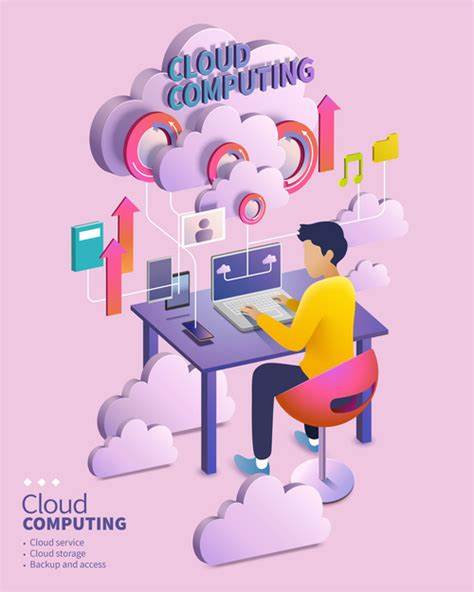 CLOUD
COMPUTING
Cloud
COMPUTING
• Cloud service
• Cloud storage
• Backup and access